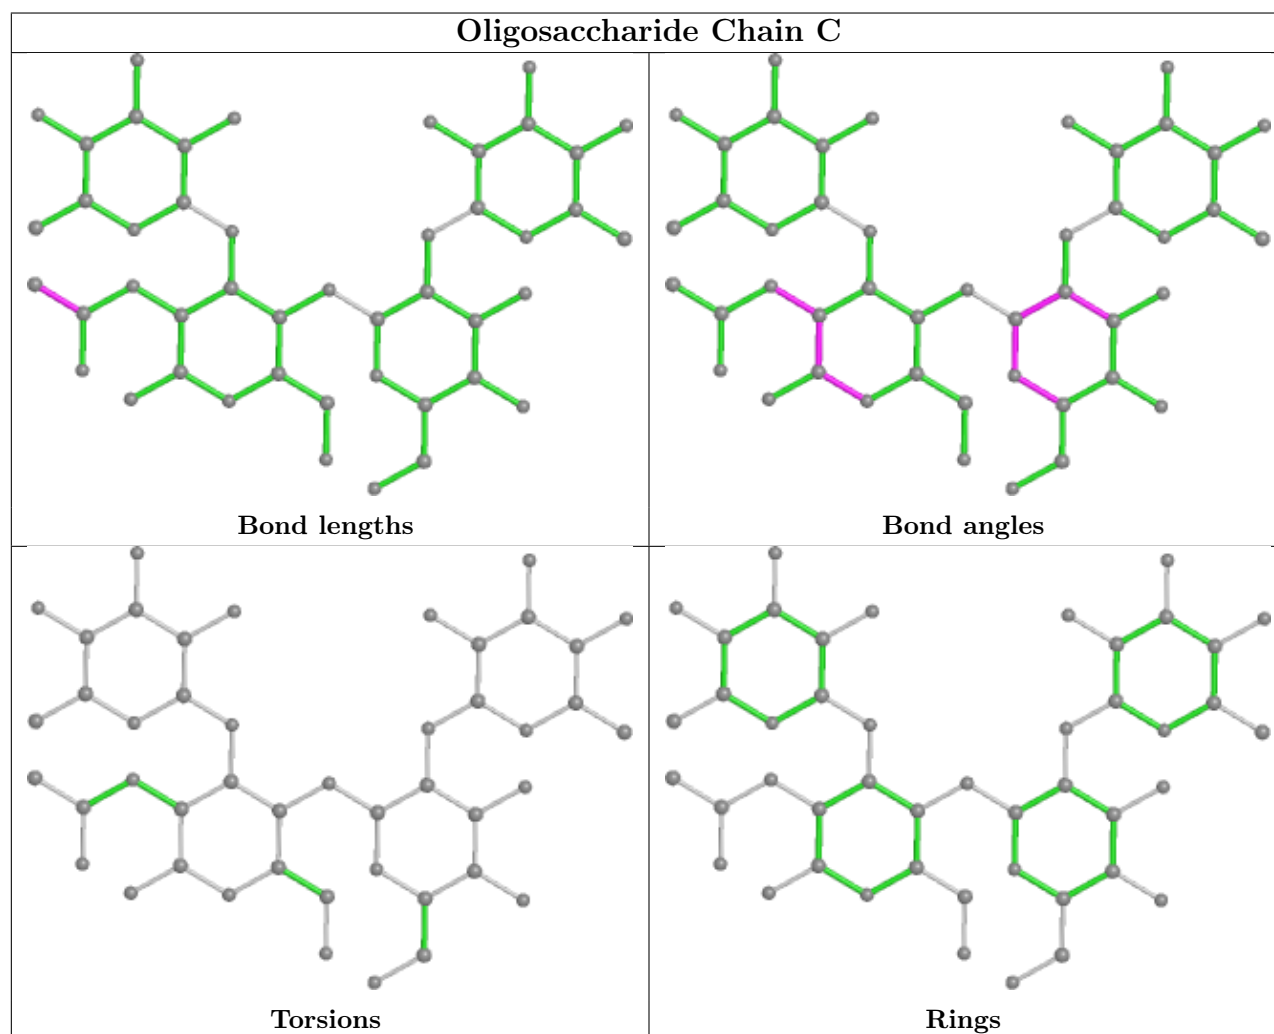 Oligosaccharide Chain C
Bond lengths
Bond angles
Torsions
Rings